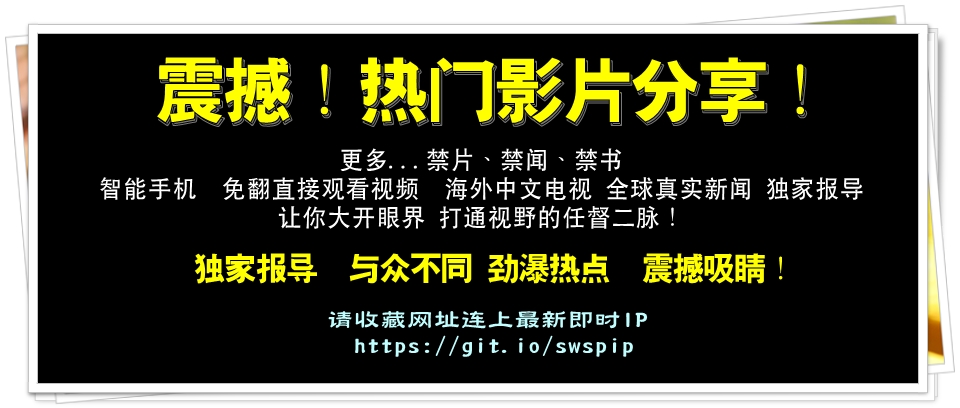 震撼！热门影片分享！
更多...禁片、禁闻、禁书
智能手机 免翻直接观看视频 海外中文电视 全球真实新闻 独家报导
让你大开眼界 打通视野的任督二脉！
独家报导 与众不同 劲瀑热点 震撼吸睛！
请收藏网址连上最新即时IP
https://git.io/swspip